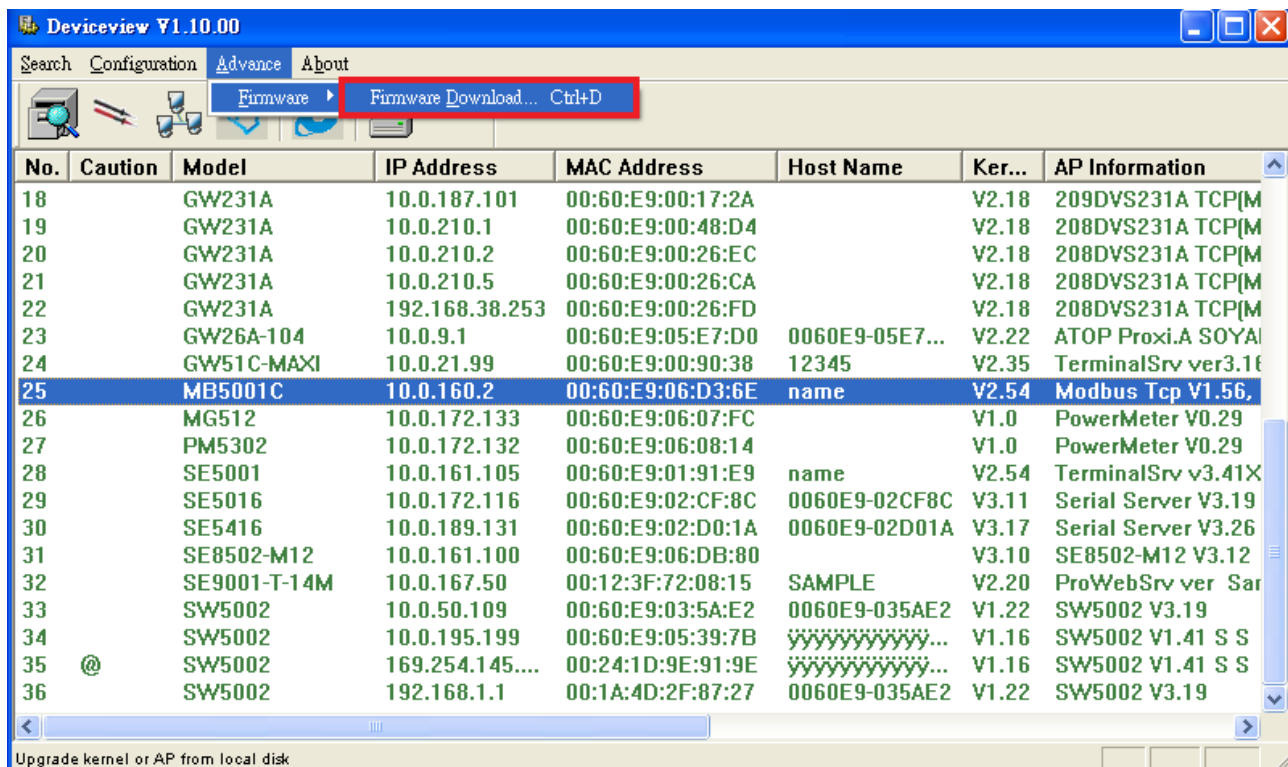 Deviceview V1.10.00
Search Configuration Advance About
Firmware Firmware Download... Ctrl+D
No. Caution Model IP Address MAC Address Host Name Ker... AP Information
18 GW231A 10.0.187.101 00:60:E9:00:17:2A V2.18 209DVS231A TCP(M
19 GW231A 10.0.210.1 00:60:E9:00:48:D4 V2.18 208DVS231A TCP(M
20 GW231A 10.0.210.2 00:60:E9:00:26:EC V2.18 208DVS231A TCP(M
21 GW231A 10.0.210.5 00:60:E9:00:26:CA V2.18 208DVS231A TCP(M
22 GW231A 192.168.38.253 00:60:E9:00:26:FD V2.18 208DVS231A TCP(M
23 GW26A-104 10.0.9.1 00:60:E9:05:E7:D0 0060E9-05E7... V2.22 ATOP Proxi.A SOYAL
24 GW51C-MAXI 10.0.21.99 00:60:E9:00:90:38 12345 V2.35 TerminalSrv ver3.16
25 MB5001C 10.0.160.2 00:60:E9:06:D3:6E name V2.54 Modbus Tcp V1.56,
26 MG512 10.0.172.133 00:60:E9:06:07:FC V1.0 PowerMeter V0.29
27 PM5302 10.0.172.132 00:60:E9:06:08:14 V1.0 PowerMeter V0.29
28 SE5001 10.0.161.105 00:60:E9:01:91:E9 name V2.54 TerminalSrv v3.41X
29 SE5016 10.0.172.116 00:60:E9:02:CF:8C 0060E9-02CF8C V3.11 Serial Server V3.19
30 SE5416 10.0.189.131 00:60:E9:02:D0:1A 0060E9-02D01A V3.17 Serial Server V3.26
31 SE8502-M12 10.0.161.100 00:60:E9:06:DB:80 V3.10 SE8502-M12 V3.12
32 SE9001-T-14M 10.0.167.50 00:12:3F:72:08:15 SAMPLE V2.20 ProWebSrv ver Sar
33 SW5002 10.0.50.109 00:60:E9:03:5A:E2 0060E9-035AE2 V1.22 SW5002 V3.19
34 SW5002 10.0.195.199 00:60:E9:05:39:7B ÿÿÿÿÿÿÿÿÿÿÿ... V1.16 SW5002 V1.41 S S
35 @ SW5002 169.254.145.... 00:24:1D:9E:91:9E ÿÿÿÿÿÿÿÿÿÿÿ... V1.16 SW5002 V1.41 S S
36 SW5002 192.168.1.1 00:1A:4D:2F:87:27 0060E9-035AE2 V1.22 SW5002 V3.19
Upgrade kernel or AP from local disk